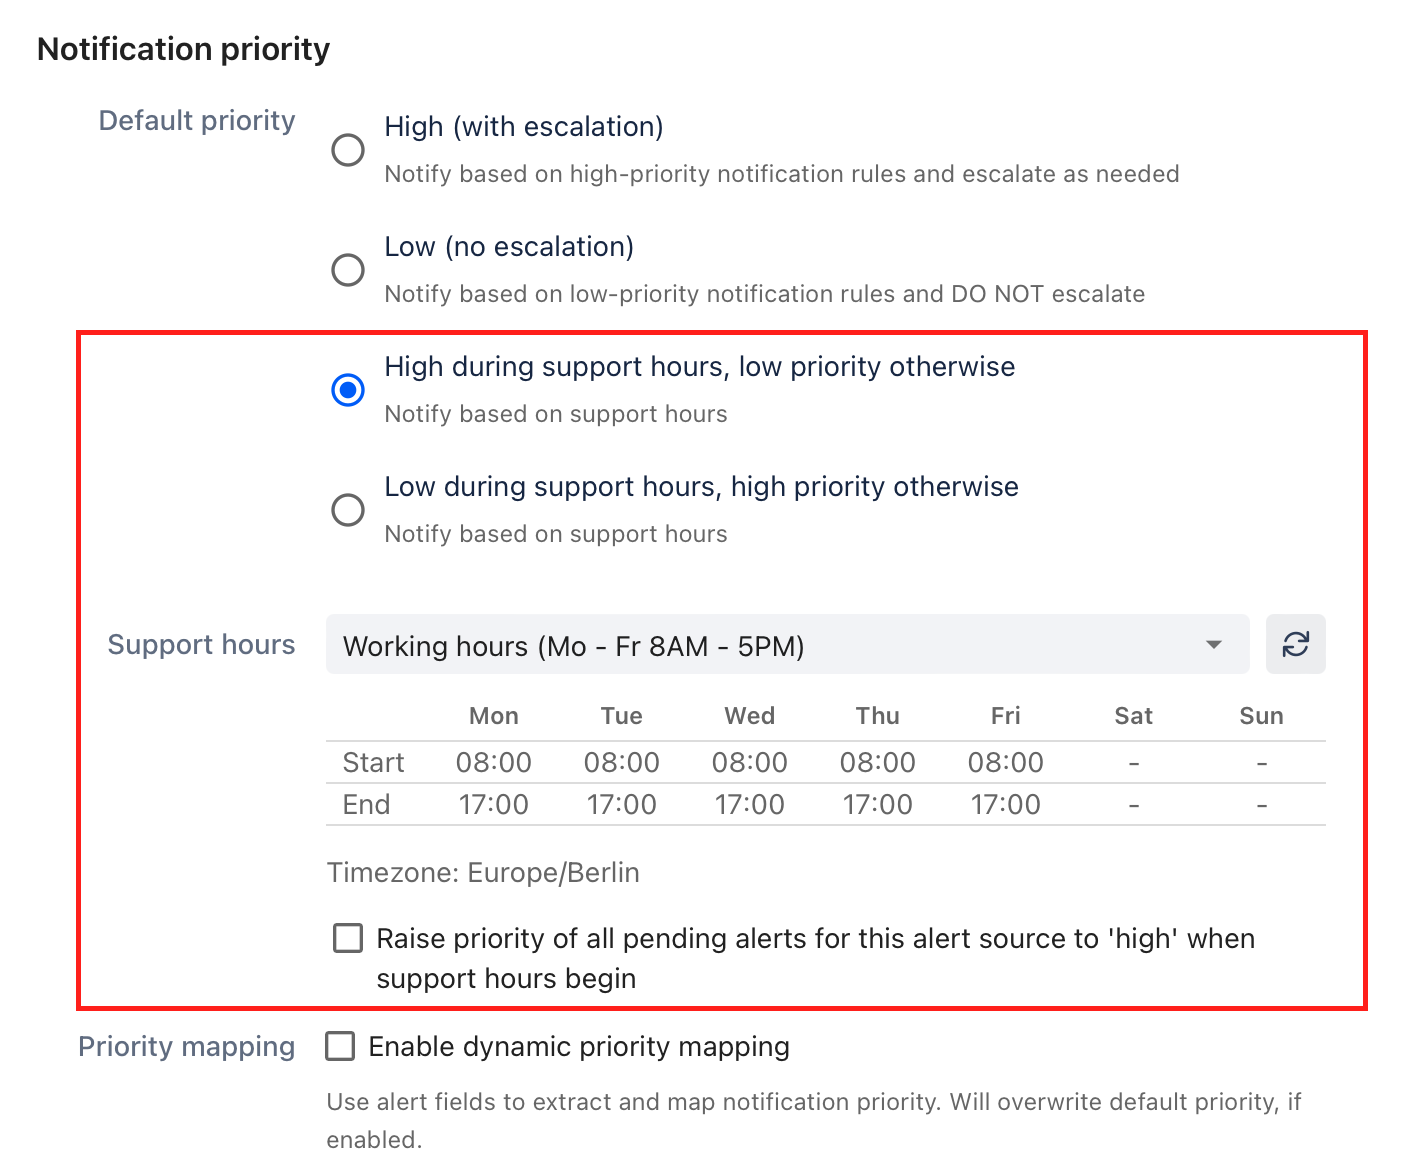 Notification priority
Default priority
High (with escalation)
Notify based on high-priority notification rules and escalate as needed
Low (no escalation)
Notify based on low-priority notification rules and DO NOT escalate
High during support hours, low priority otherwise
Notify based on support hours
Low during support hours, high priority otherwise
Notify based on support hours
Support hours
Working hours (Mo - Fr 8AM - 5PM)
Mon Tue Wed Thu Fri Sat Sun
Start 08:00 08:00 08:00 08:00 08:00 - -
End 17:00 17:00 17:00 17:00 17:00 - -
Timezone: Europe/Berlin
Raise priority of all pending alerts for this alert source to 'high' when
support hours begin
Priority mapping
Enable dynamic priority mapping
Use alert fields to extract and map notification priority. Will overwrite default priority, if
enabled.